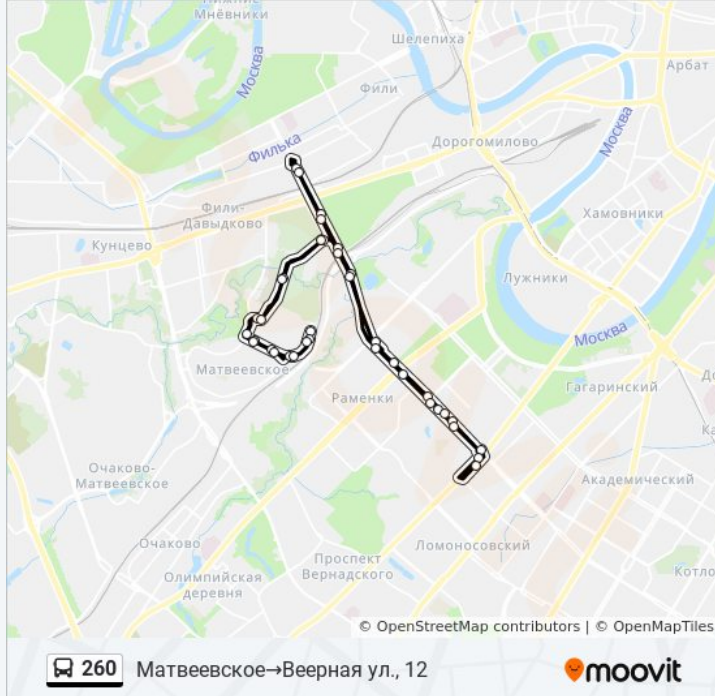 Нижние
Мнёвники
Москва
Шелепиха
Арбат
Фили
Филька
Дорогомилово
Москва
Фили-
Давыдково
Хамовники
Кунцево
Лужники
Москва
Матвеевское
Гагаринский
Раменки
Очаково-
Матвеевское
Академический
Очаково
Ломоносовский
Проспект
Вернадского
Котло
Олимпийская
деревня
© OpenStreetMap contributors | © OpenMapTiles
260 Матвеевское→Веерная ул., 12
moovit